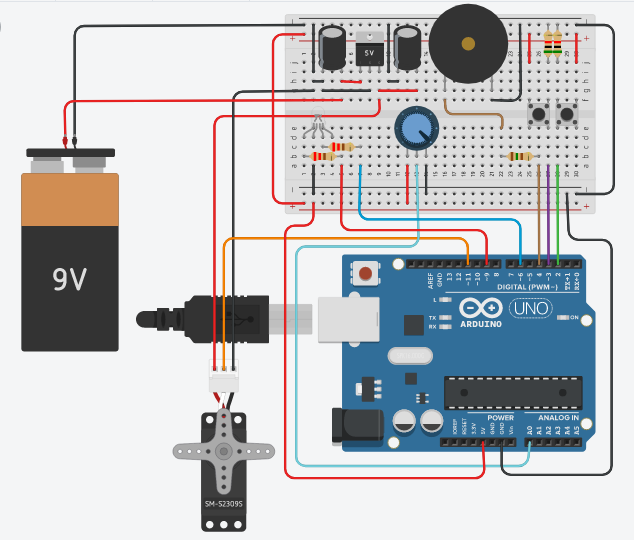 5V
9V
SM-S2309S
AREF
GND
13
12
~11
~10
~9
8
7
~6
~5
4
~3
2
TX→1
RX←0
DIGITAL (PWM~)
L
TX
RX
UNO
ARDUINO
ON
POWER
ANALOG IN
IOREF
RESET
3.3V
5V
GND
GND
Vin
A0
A1
A2
A3
A4
A5